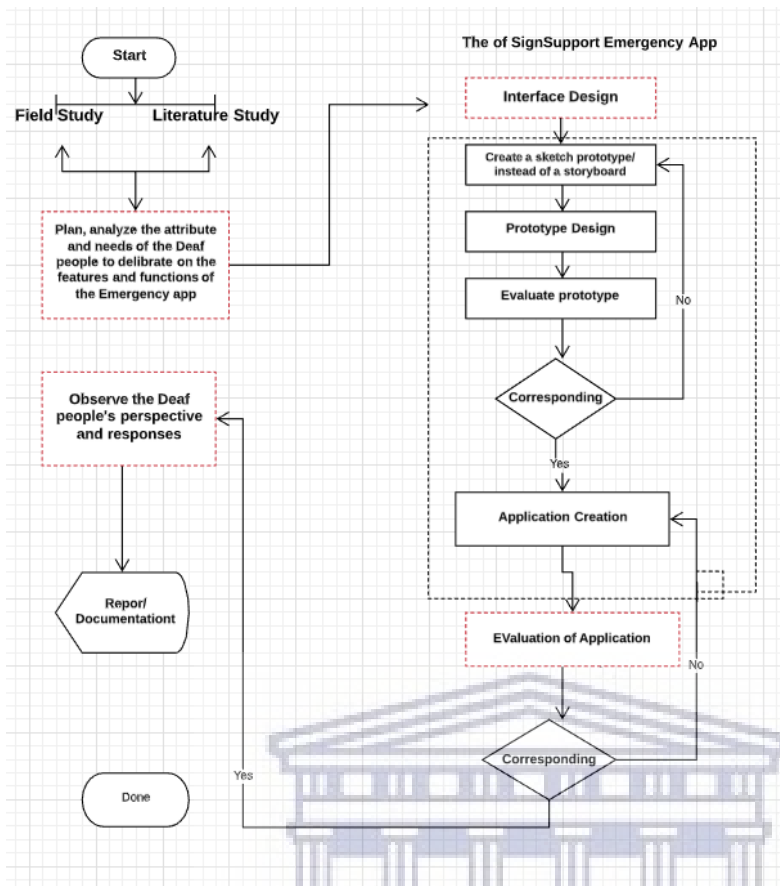 Start
Field Study
Literature Study
Plan, analyze the attribute
and needs of the Deaf
people to delibrate on the
features and functions of
the Emergency app
Observe the Deaf
people's perspective
and responses
Repor/
Documentationt
Done
The of SignSupport Emergency App
Interface Design
Create a sketch prototype/
instead of a storyboard
Prototype Design
Evaluate prototype
No
Corresponding
Yes
Application Creation
EValuation of Application
No
Corresponding
Yes